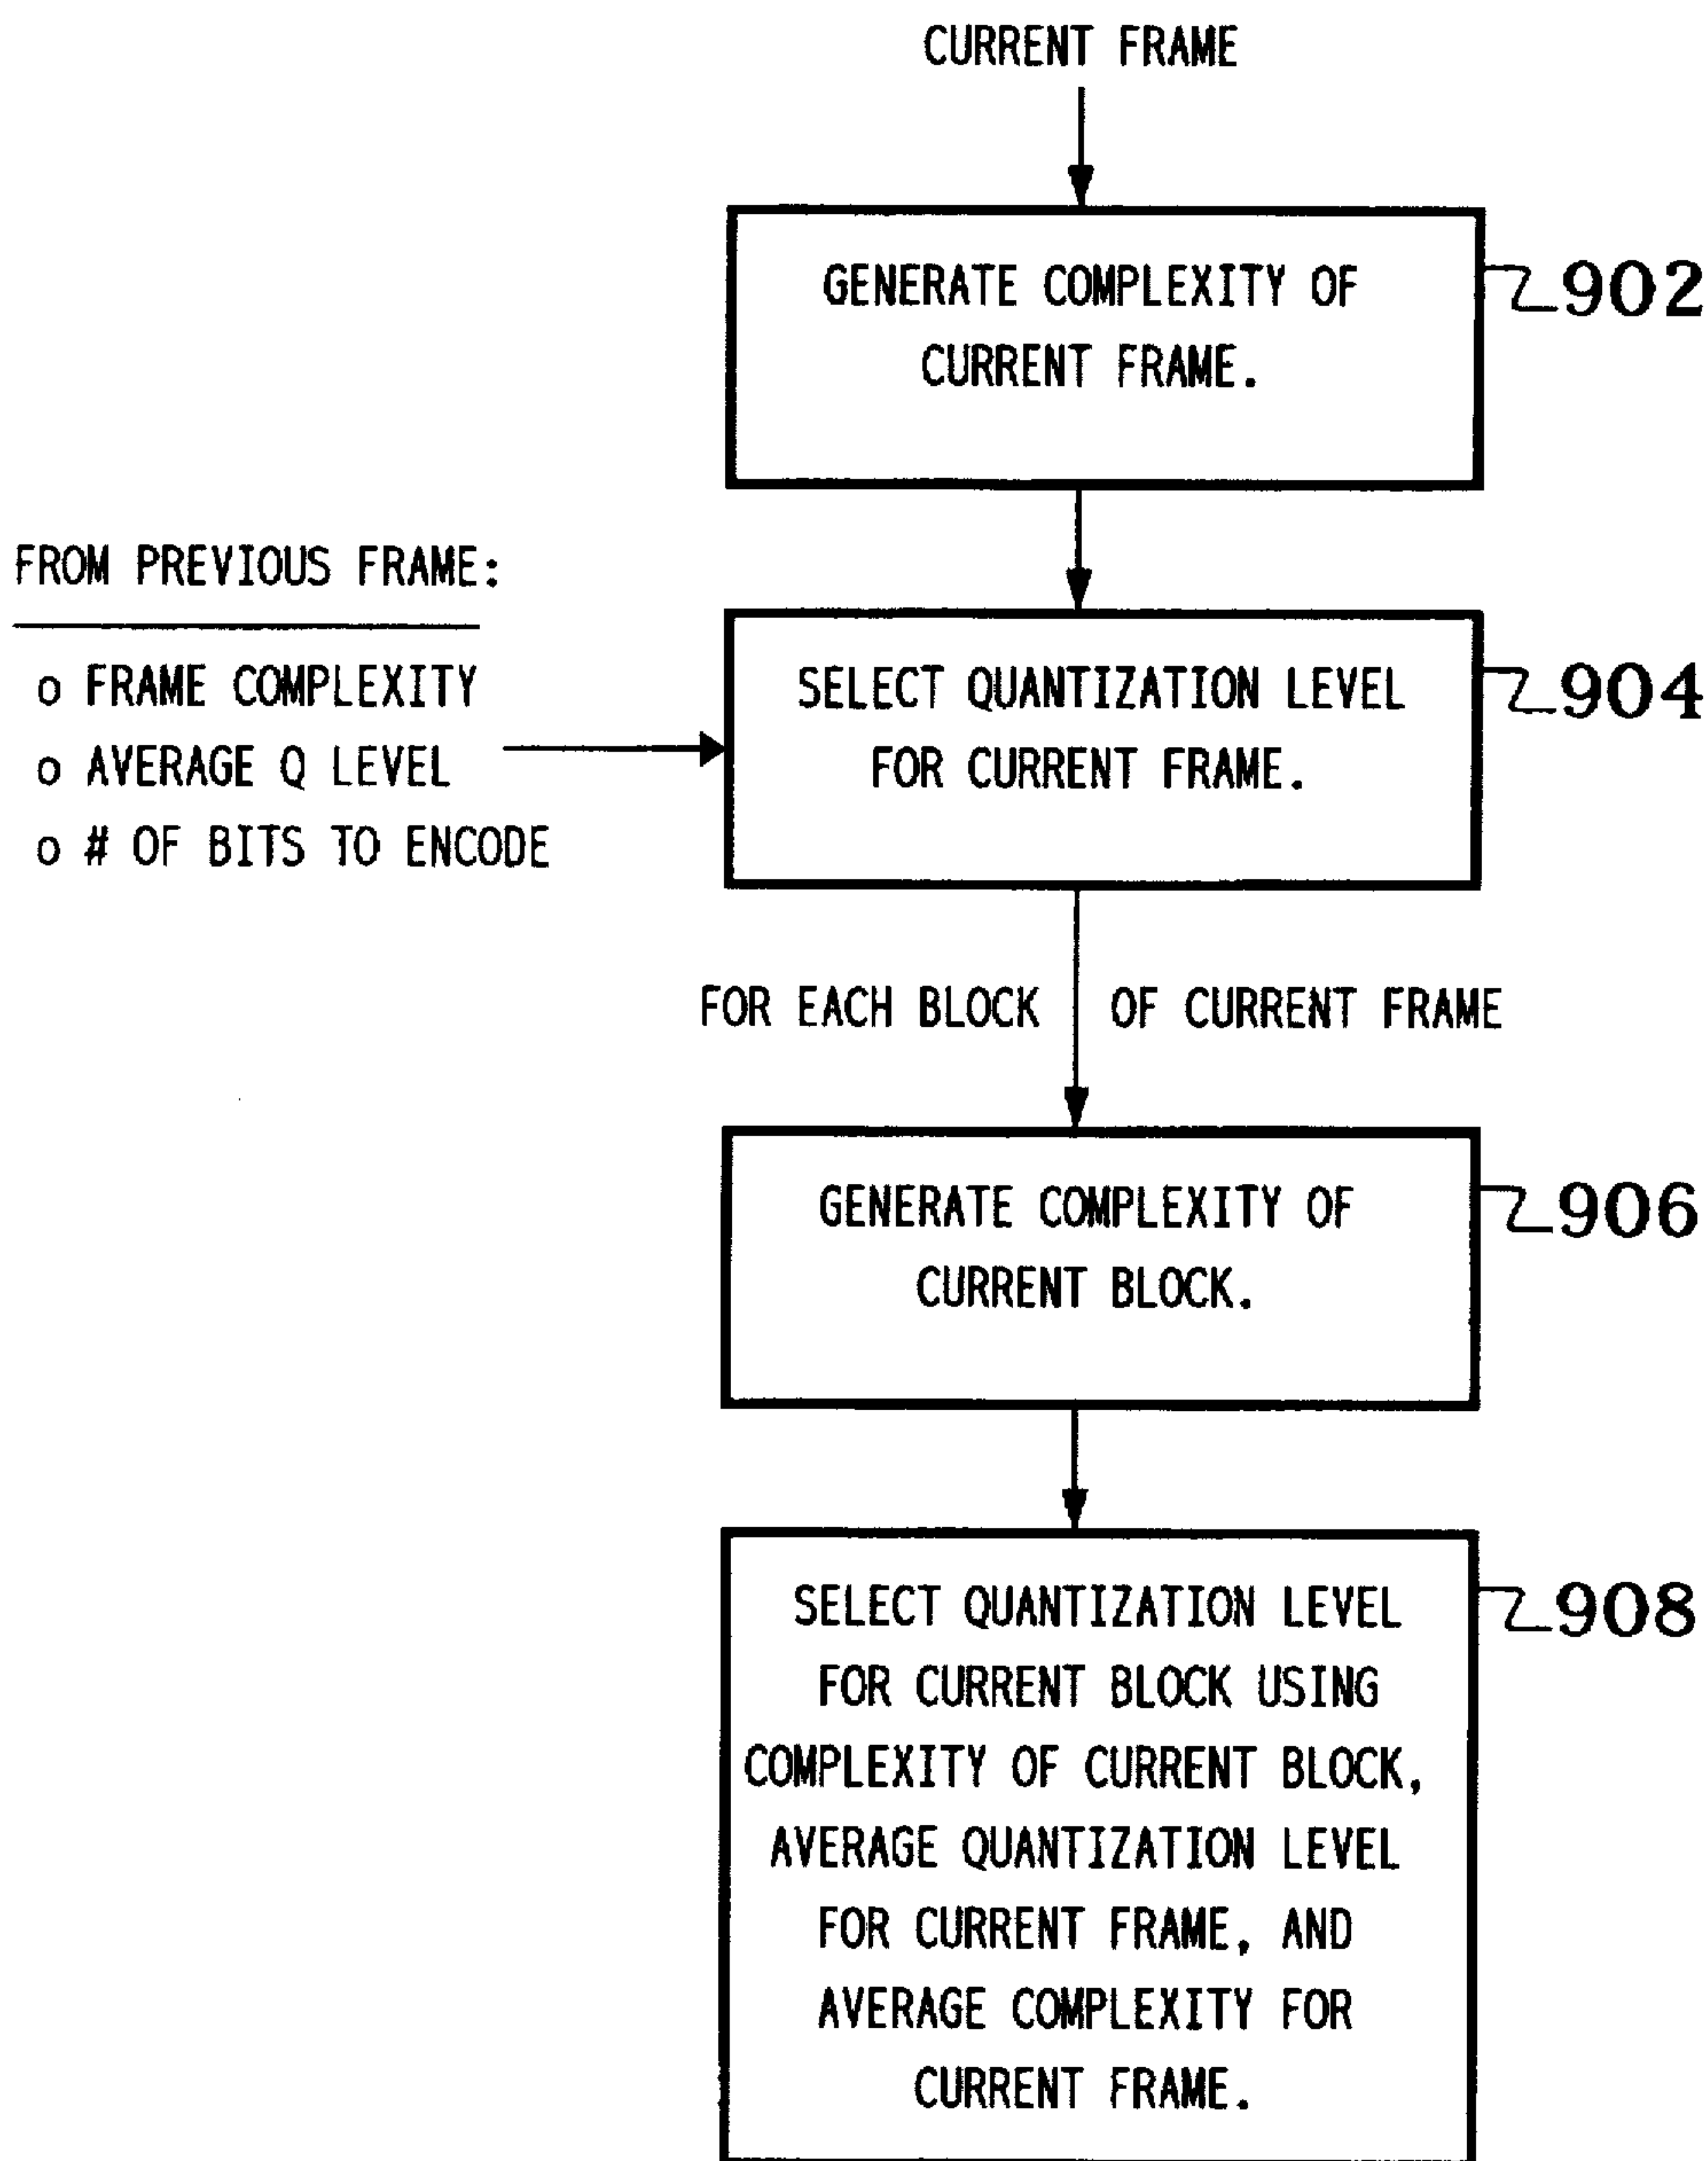 CURRENT FRAME
GENERATE COMPLEXITY OF
CURRENT FRAME.
902
FROM PREVIOUS FRAME:
o FRAME COMPLEXITY
o AVERAGE Q LEVEL
o # OF BITS TO ENCODE
SELECT QUANTIZATION LEVEL
FOR CURRENT FRAME.
904
FOR EACH BLOCK OF CURRENT FRAME
GENERATE COMPLEXITY OF
CURRENT BLOCK.
906
SELECT QUANTIZATION LEVEL
FOR CURRENT BLOCK USING
COMPLEXITY OF CURRENT BLOCK,
AVERAGE QUANTIZATION LEVEL
FOR CURRENT FRAME, AND
AVERAGE COMPLEXITY FOR
CURRENT FRAME.
908